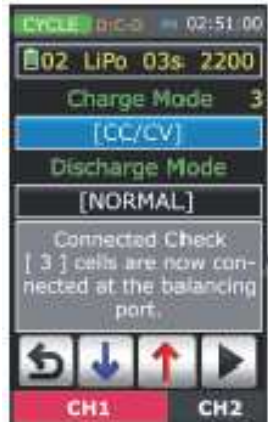 CYCLE D:C-D 02:51:00
02 LiPo 03s 2200
Charge Mode 3
[CC/CV]
Discharge Mode
[NORMAL]
Connected Check
[ 3 ] cells are now con-
nected at the balancing
port.
CH1 CH2